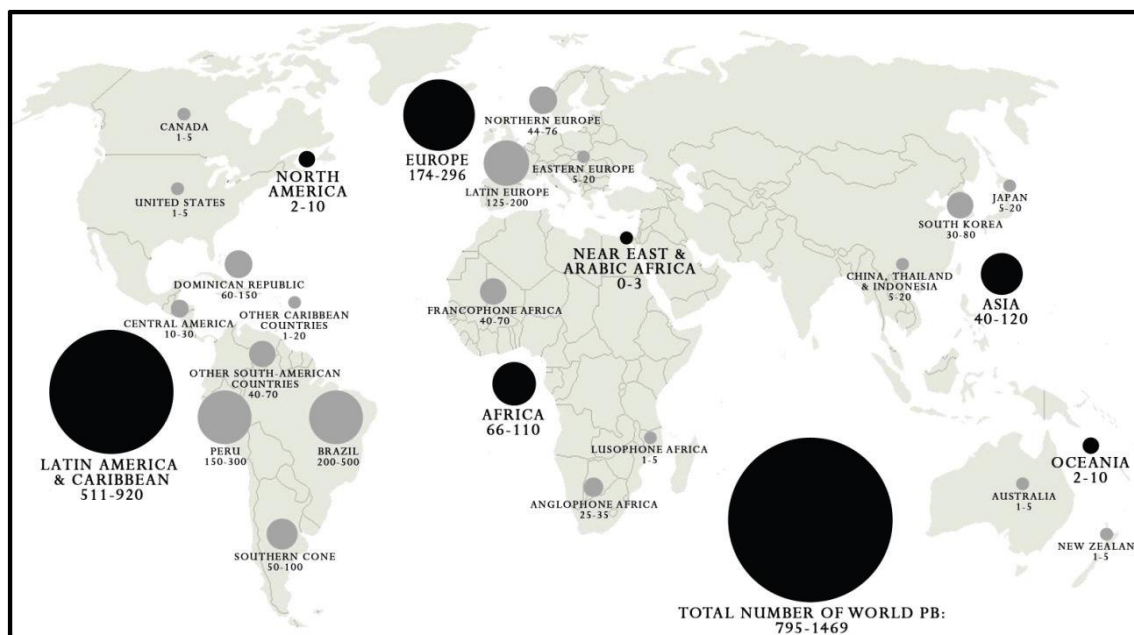 CANADA
1-5
NORTH
AMERICA
2-10
UNITED STATES
1-5
DOMINICAN REPUBLIC
60-150
CENTRAL AMERICA
10-30
OTHER CARIBBEAN
COUNTRIES
1-20
OTHER SOUTH-AMERICAN
COUNTRIES
40-70
LATIN AMERICA
& CARIBBEAN
511-920
PERU
150-300
BRAZIL
200-500
SOUTHERN CONE
50-100
EUROPE
174-296
NORTHERN EUROPE
44-76
EASTERN EUROPE
5-20
LATIN EUROPE
125-200
NEAR EAST &
ARABIC AFRICA
0-3
FRANCOPHONE AFRICA
40-70
AFRICA
66-110
LUSOPHONE AFRICA
1-5
ANGLOPHONE AFRICA
25-35
JAPAN
5-20
SOUTH KOREA
30-80
CHINA, THAILAND
& INDONESIA
5-20
ASIA
40-120
OCEANIA
2-10
AUSTRALIA
1-5
NEW ZEALAN
1-5
TOTAL NUMBER OF WORLD PB:
795-1469